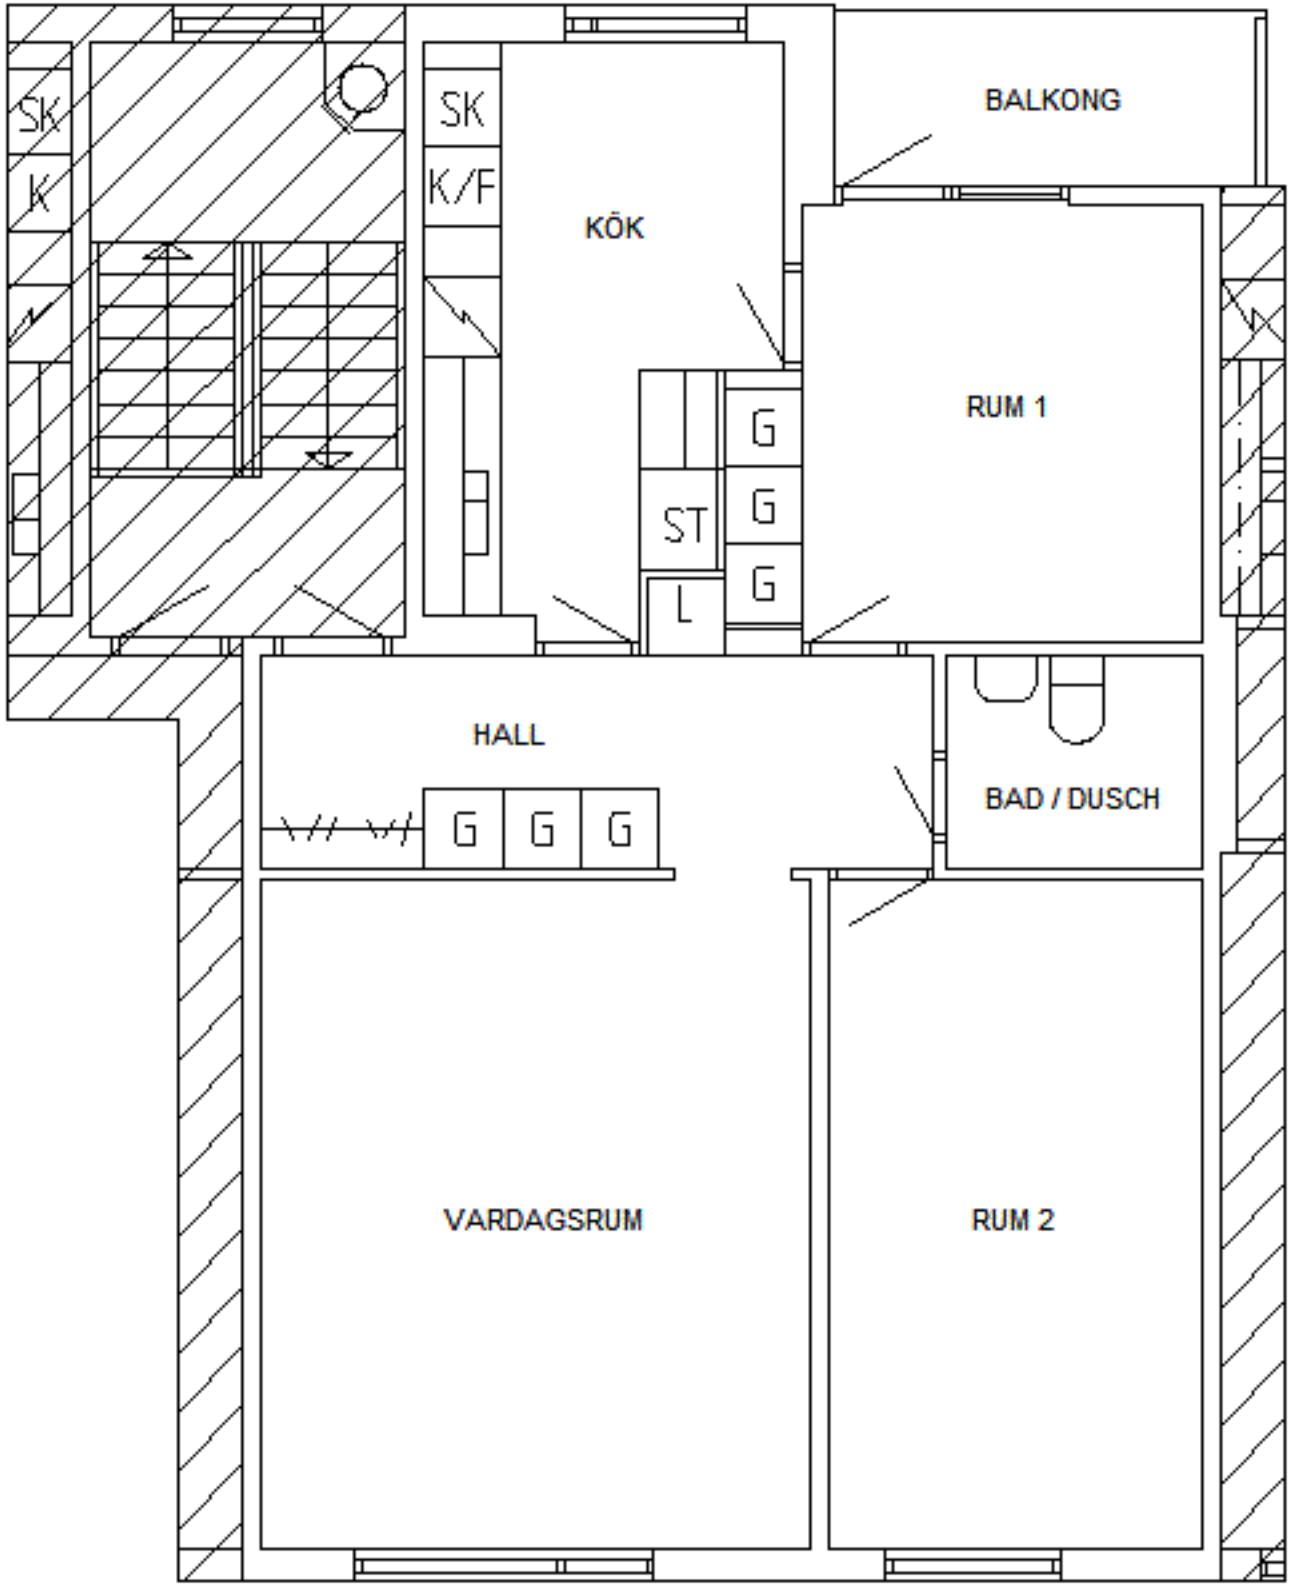 BALKONG
SK
SK
K
K/F
KÖK
RUM 1
G
G
ST
G
L
HALL
BAD / DUSCH
G
G
G
VARDAGSRUM
RUM 2